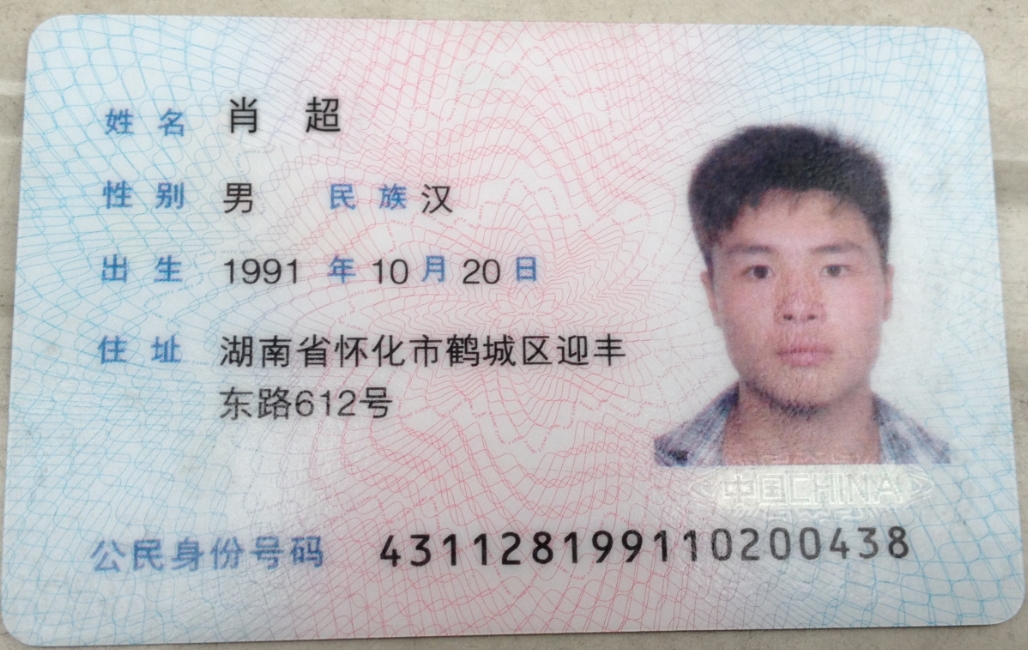 姓名 肖超
性别 男 民族 汉
出生 1991 年 10 月 20 日
住址 湖南省怀化市鹤城区迎丰
东路612号
中国CHINA
公民身份号码 431128199110200438